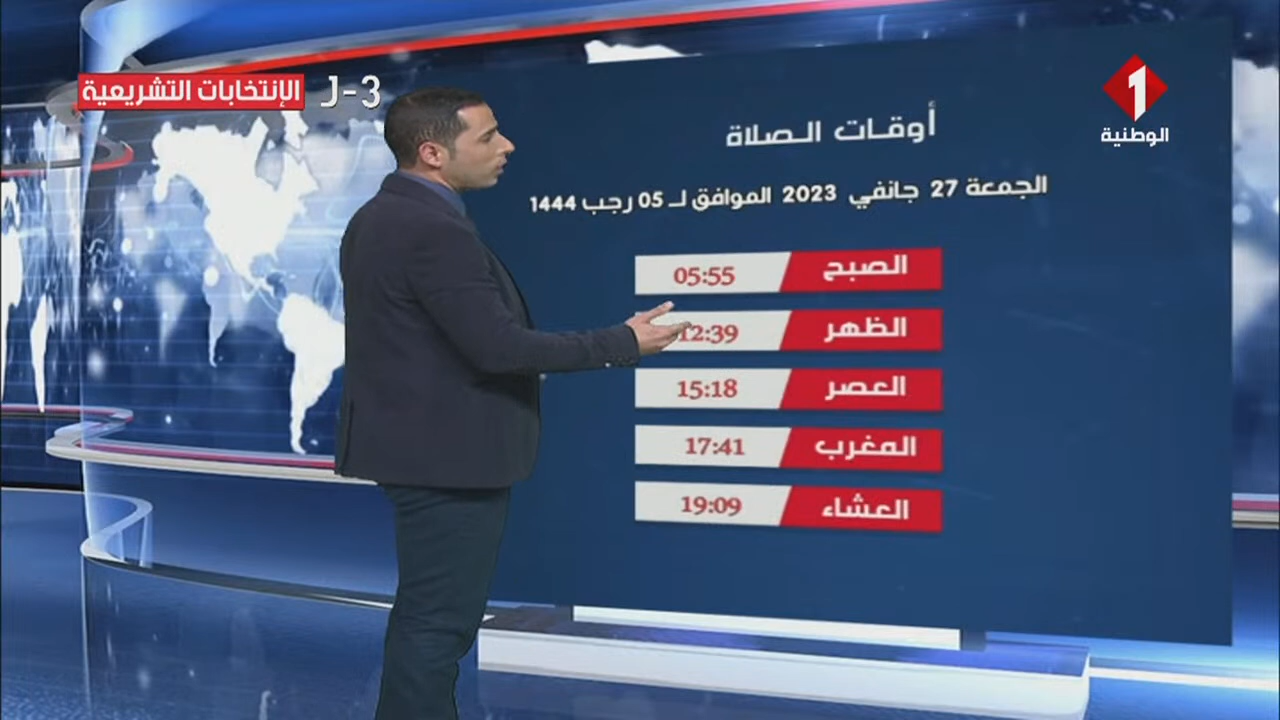 الإنتخابات التشريعية J-3
1
الوطنية
أوقات الصلاة
الجمعة 27 جانفي 2023 الموافق لـ 05 رجب 1444
الصبح 05:55
الظهر 12:39
العصر 15:18
المغرب 17:41
العشاء 19:09